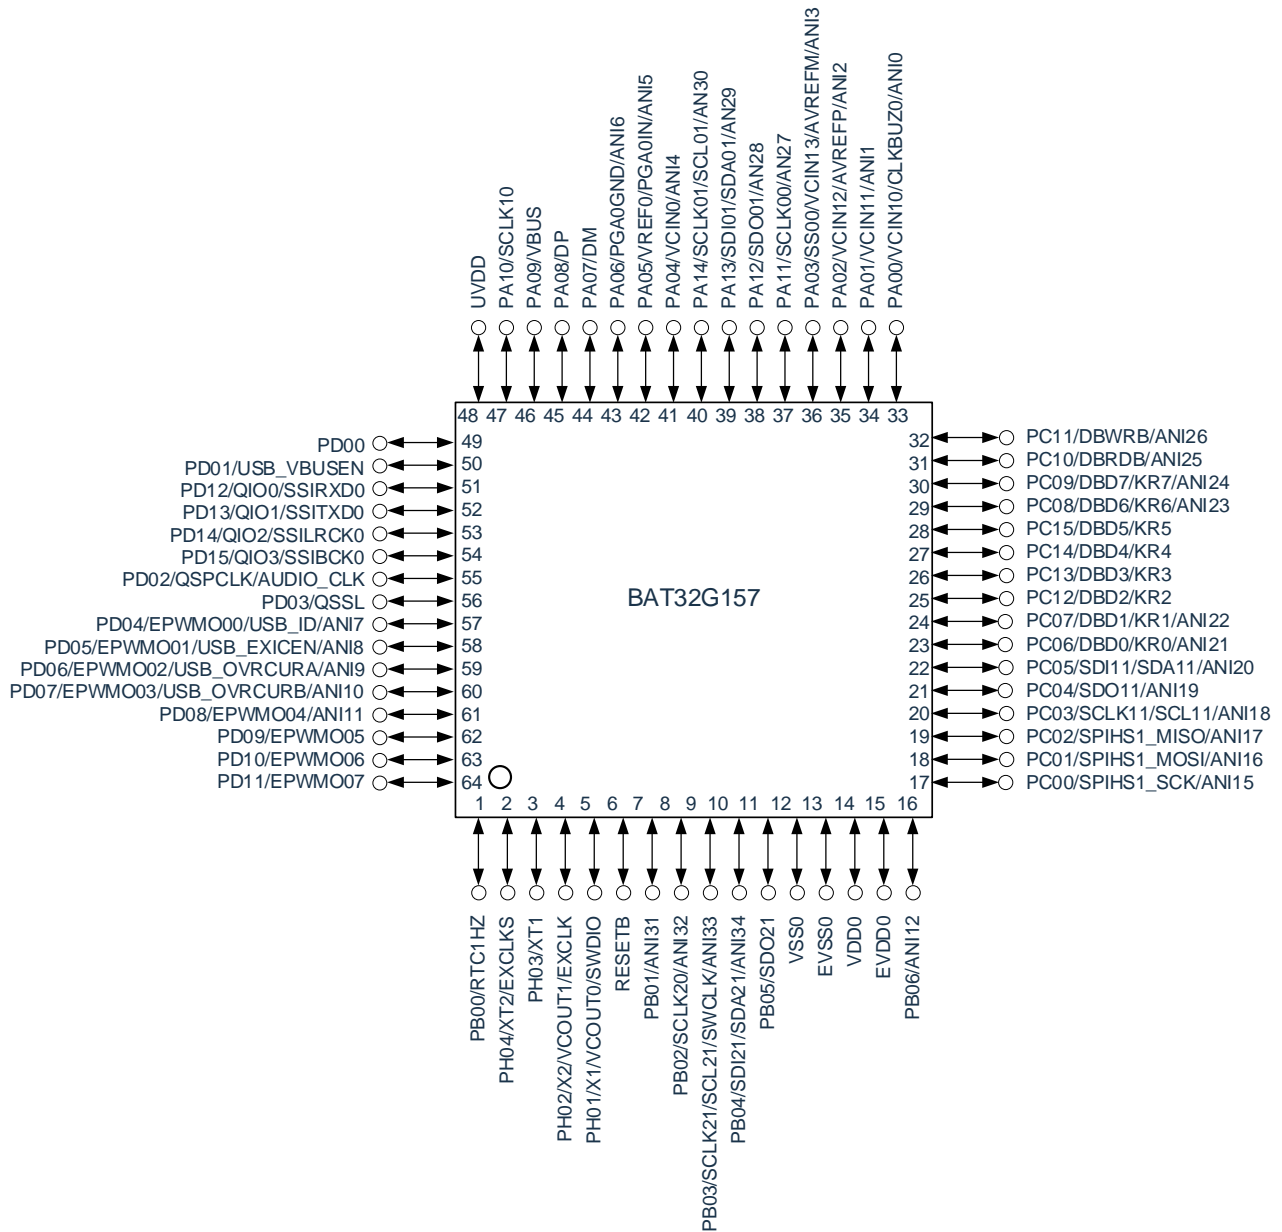 UVDD
PA10/SCLK10
PA09/VBUS
PA08/DP
PA07/DM
PA06/PGA0GND/ANI6
PA05/VREF0/PGA0IN/ANI5
PA04/VCIN0/ANI4
PA14/SCLK01/SCL01/AN30
PA13/SDI01/SDA01/AN29
PA12/SDO01/AN28
PA11/SCLK00/AN27
PA03/SS00/VCIN13/AVREFM/ANI3
PA02/VCIN12/AVREFP/ANI2
PA01/VCIN11/ANI1
PA00/VCIN10/CLKBUZ0/ANI0
48 47 46 45 44 43 42 41 40 39 38 37 36 35 34 33
PD00 49
PD01/USB_VBUSEN 50
PD12/QIO0/SSIRXD0 51
PD13/QIO1/SSITXD0 52
PD14/QIO2/SSILRCK0 53
PD15/QIO3/SSIBCK0 54
PD02/QSPCLK/AUDIO_CLK 55
PD03/QSSL 56
PD04/EPWMO00/USB_ID/ANI7 57
PD05/EPWMO01/USB_EXICEN/ANI8 58
PD06/EPWMO02/USB_OVRCURA/ANI9 59
PD07/EPWMO03/USB_OVRCURB/ANI10 60
PD08/EPWMO04/ANI11 61
PD09/EPWMO05 62
PD10/EPWMO06 63
PD11/EPWMO07 64
BAT32G157
32 PC11/DBWRB/ANI26
31 PC10/DBRDB/ANI25
30 PC09/DBD7/KR7/ANI24
29 PC08/DBD6/KR6/ANI23
28 PC15/DBD5/KR5
27 PC14/DBD4/KR4
26 PC13/DBD3/KR3
25 PC12/DBD2/KR2
24 PC07/DBD1/KR1/ANI22
23 PC06/DBD0/KR0/ANI21
22 PC05/SDI11/SDA11/ANI20
21 PC04/SDO11/ANI19
20 PC03/SCLK11/SCL11/ANI18
19 PC02/SPIHS1_MISO/ANI17
18 PC01/SPIHS1_MOSI/ANI16
17 PC00/SPIHS1_SCK/ANI15
1 2 3 4 5 6 7 8 9 10 11 12 13 14 15 16
PB00/RTC1HZ
PH04/XT2/EXCLKS
PH03/XT1
PH02/X2/VCOUT1/EXCLK
PH01/X1/VCOUT0/SWDIO
RESETB
PB01/ANI31
PB02/SCLK20/ANI32
PB03/SCLK21/SCL21/SWCLK/ANI33
PB04/SDI21/SDA21/ANI34
PB05/SDO21
VSS0
EVSS0
VDD0
EVDD0
PB06/ANI12